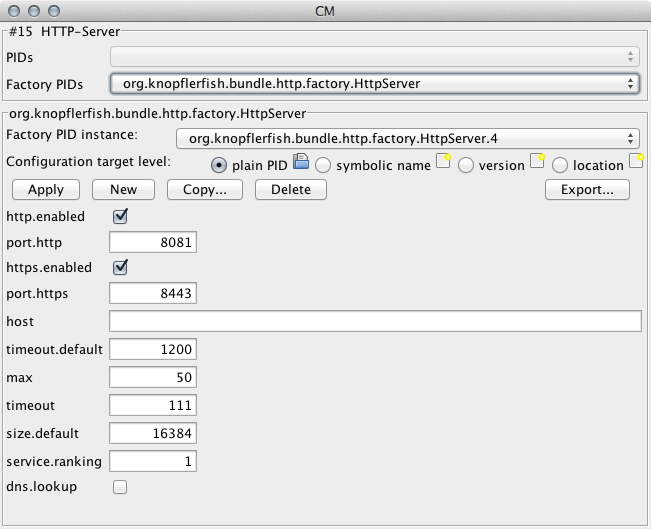 CM
#15 HTTP-Server
PIDs
Factory PIDs org.knopflerfish.bundle.http.factory.HttpServer
org.knopflerfish.bundle.http.factory.HttpServer
Factory PID instance: org.knopflerfish.bundle.http.factory.HttpServer.4
Configuration target level: plain PID symbolic name version location
Apply New Copy... Delete Export...
http.enabled
port.http 8081
https.enabled
port.https 8443
host
timeout.default 1200
max 50
timeout 111
size.default 16384
service.ranking 1
dns.lookup